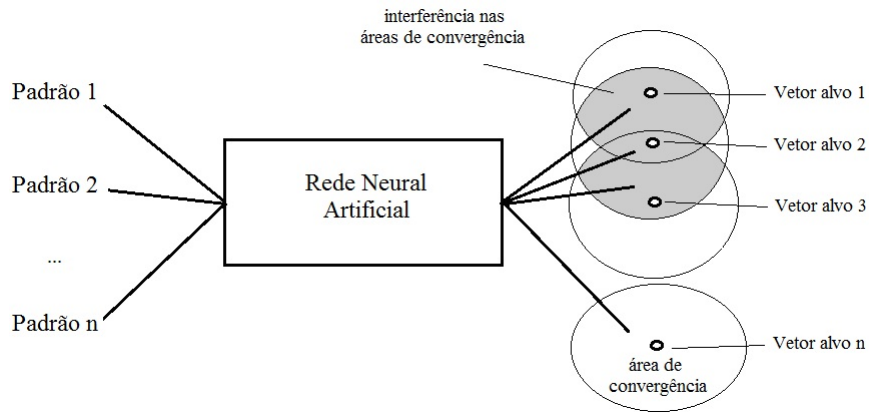 interferência nas
áreas de convergência
Padrão 1
Padrão 2
...
Padrão n
Rede Neural
Artificial
Vetor alvo 1
Vetor alvo 2
Vetor alvo 3
Vetor alvo n
área de
convergência